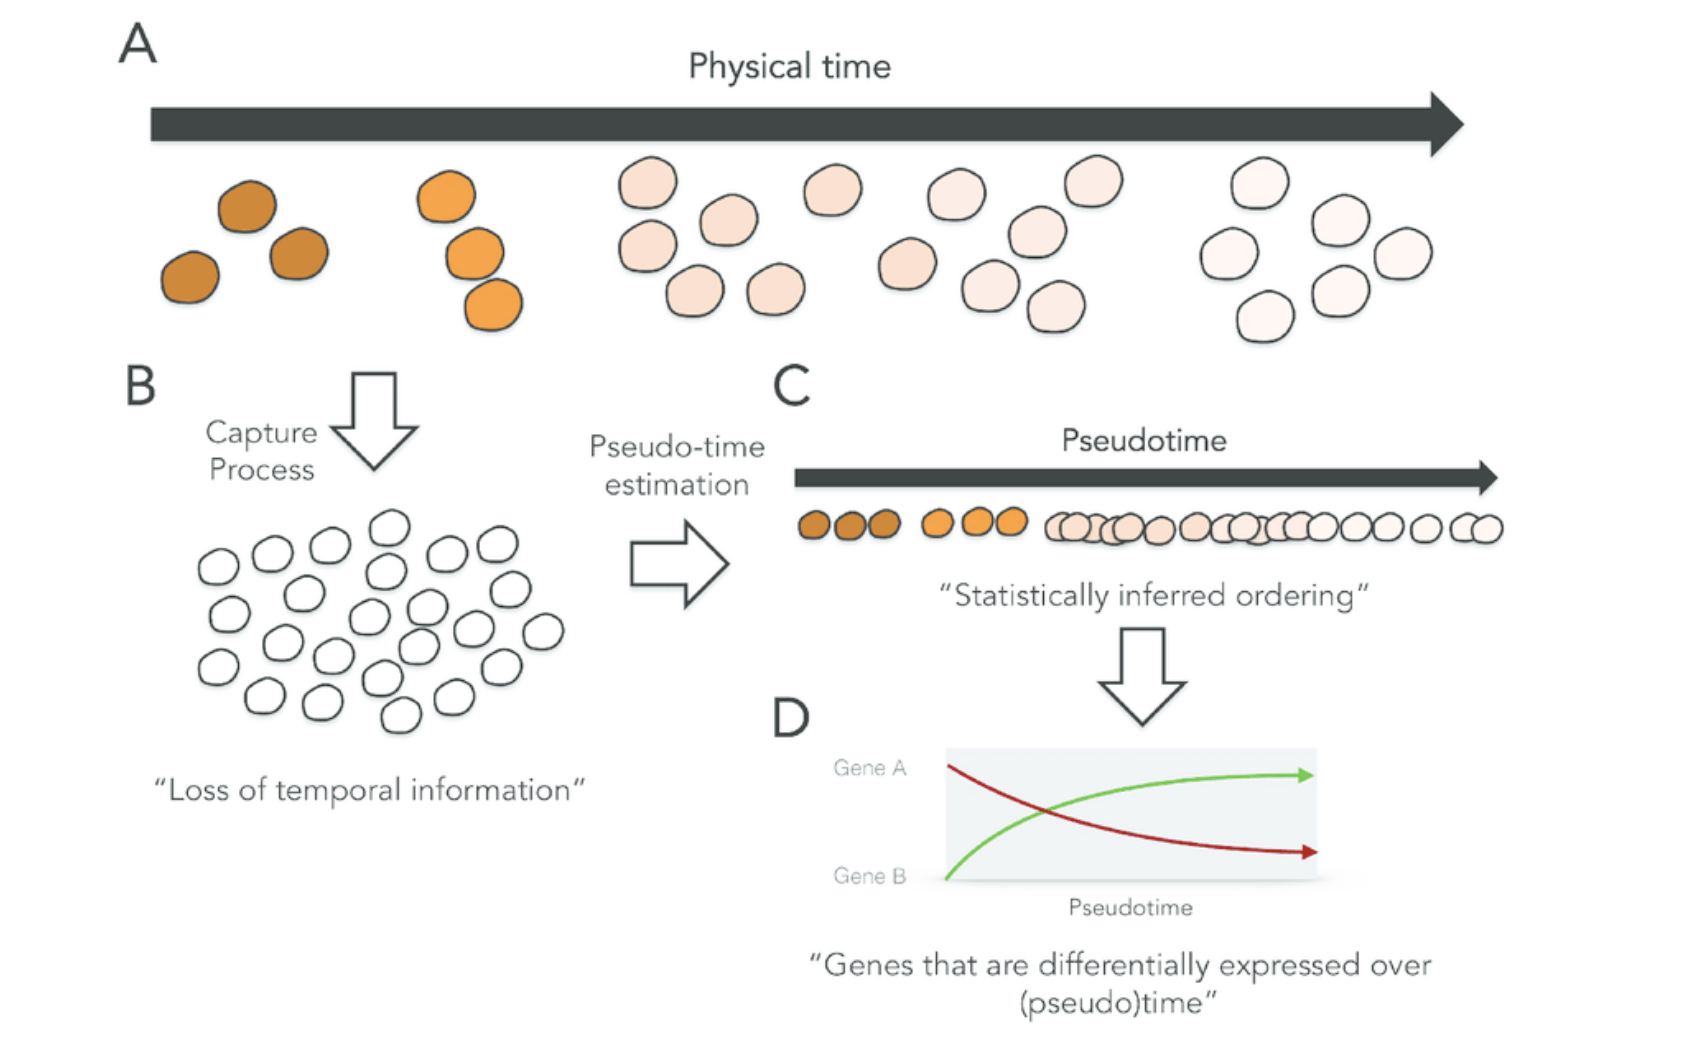 A
Physical time
B
Capture
Process
Pseudo-time
estimation
C
Pseudotime
“Statistically inferred ordering”
“Loss of temporal information”
D
Gene A
Gene B
Pseudotime
“Genes that are differentially expressed over
(pseudo)time”